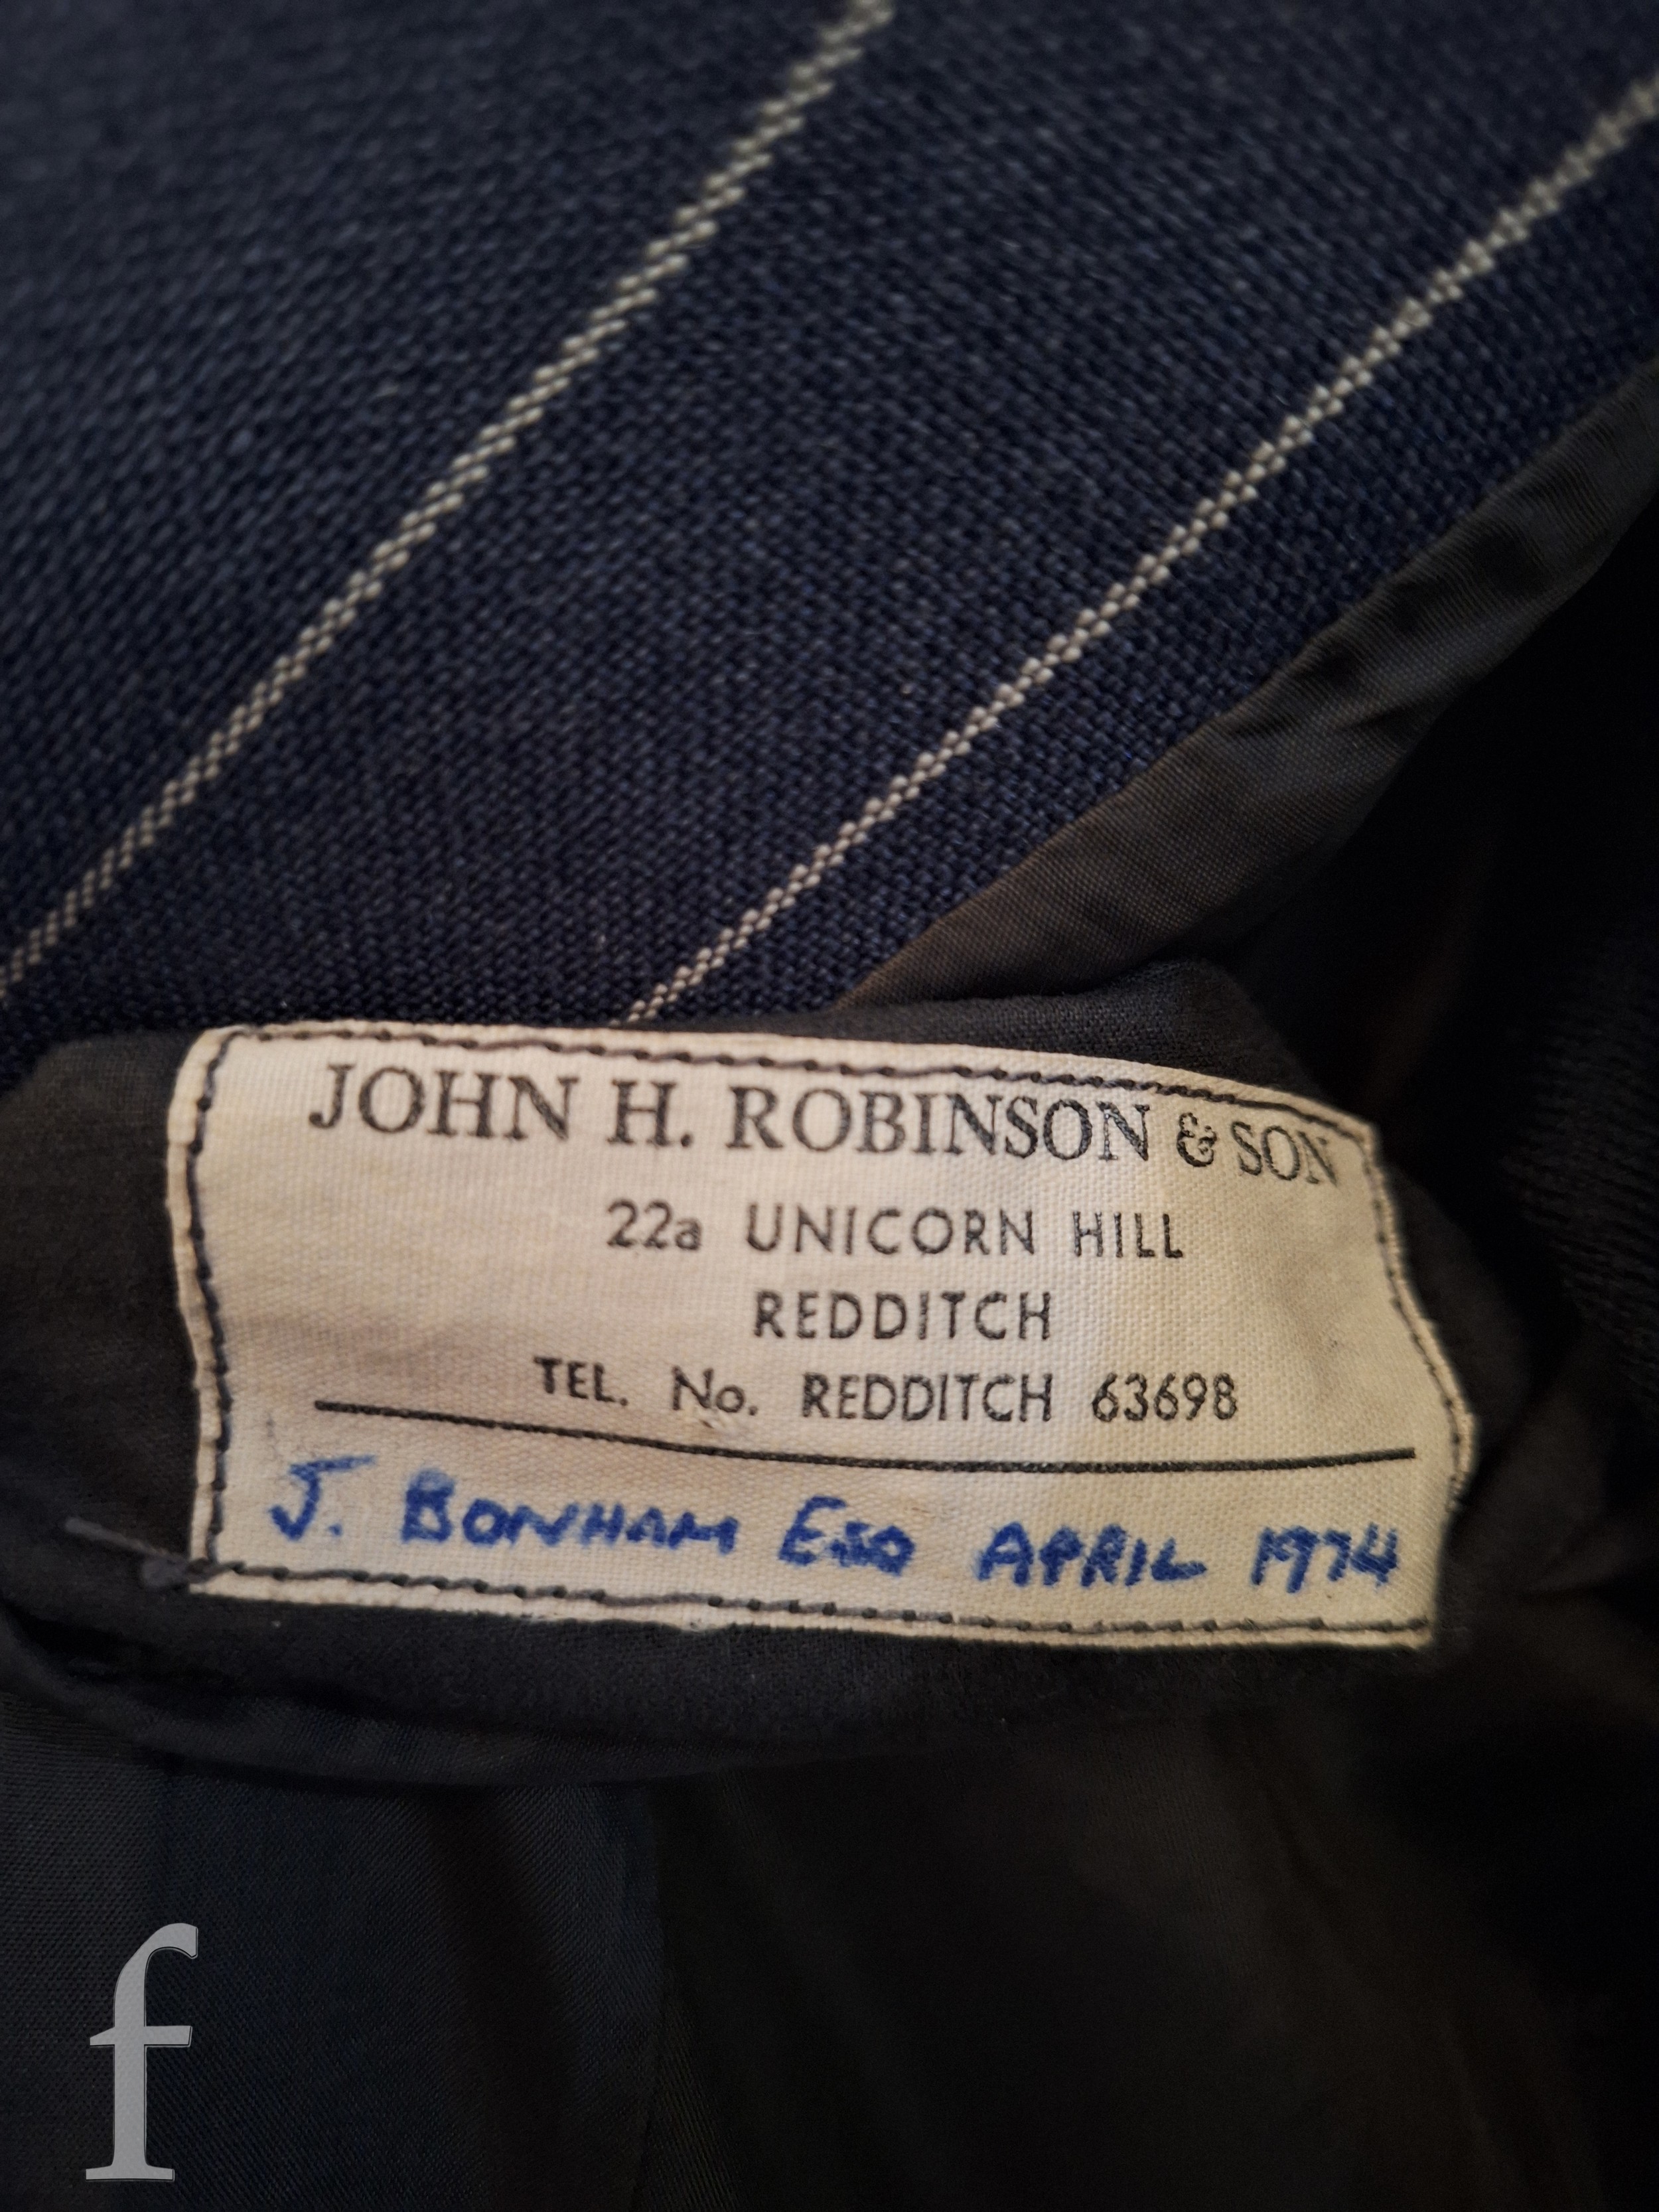 JOHN H. ROBINSON & SON
22a UNICORN HILL
REDDITCH
TEL. No. REDDITCH 63698
J. BONHAM ESQ APRIL 1974
f